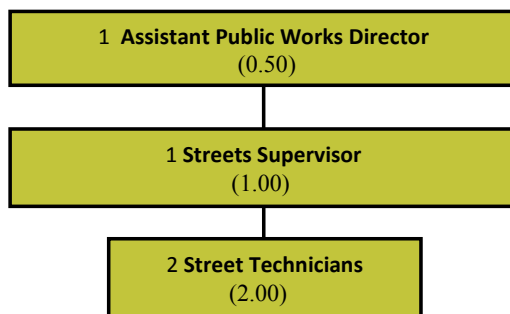 1 Assistant Public Works Director
(0.50)
1 Streets Supervisor
(1.00)
2 Street Technicians
(2.00)